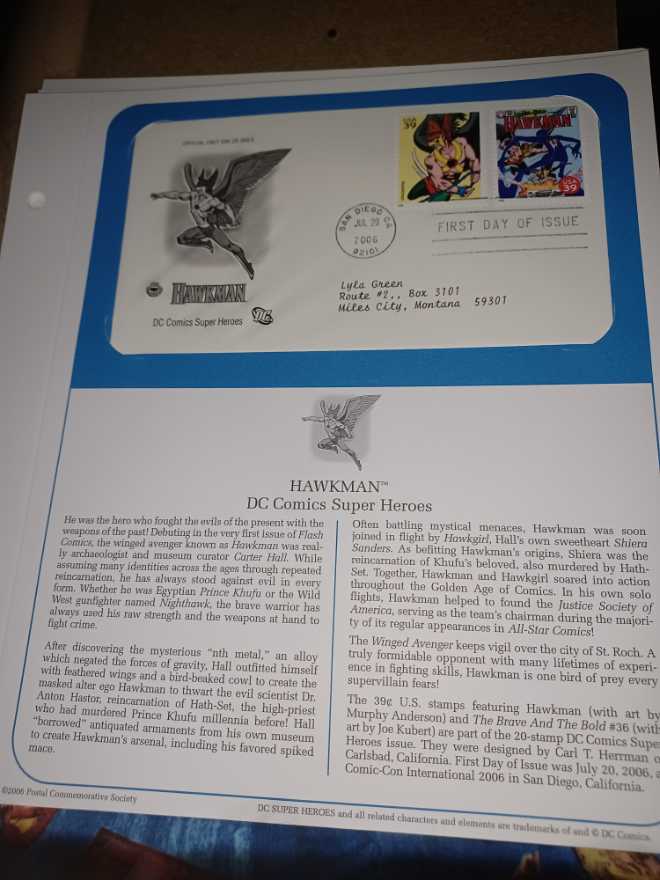 OFFICIAL FIRST DAY OF ISSUE
USA
39
HAWKMAN
USA
39
SAN DIEGO CA
JUL 20
2006
92101
FIRST DAY OF ISSUE
Lyla Green
Route #2,, Box 3101
Miles City, Montana 59301
HAWKMAN
DC Comics Super Heroes
DC
HAWKMAN™
DC Comics Super Heroes
He was the hero who fought the evils of the present with the
weapons of the past! Debuting in the very first issue of Flash
Comics, the winged avenger known as Hawkman was real-
ly archaeologist and museum curator Carter Hall. While
assuming many identities across the ages through repeated
reincarnation, he has always stood against evil in every
form. Whether he was Egyptian Prince Khufu or the Wild
West gunfighter named Nighthawk, the brave warrior has
always used his raw strength and the weapons at hand to
fight crime.
After discovering the mysterious "nth metal," an alloy
which negated the forces of gravity, Hall outfitted himself
with feathered wings and a bird-beaked cowl to create the
masked alter ego Hawkman to thwart the evil scientist Dr.
Anton Hastor, reincarnation of Hath-Set, the high-priest
who had murdered Prince Khufu millennia before! Hall
"borrowed" antiquated armaments from his own museum
to create Hawkman's arsenal, including his favored spiked
mace.
Often battling mystical menaces, Hawkman was soon
joined in flight by Hawkgirl, Hall's own sweetheart Shiera
Sanders. As befitting Hawkman's origins, Shiera was the
reincarnation of Khufu's beloved, also murdered by Hath-
Set. Together, Hawkman and Hawkgirl soared into action
throughout the Golden Age of Comics. In his own solo
flights, Hawkman helped to found the Justice Society of
America, serving as the team's chairman during the majori-
ty of its regular appearances in All-Star Comics!
The Winged Avenger keeps vigil over the city of St. Roch. A
truly formidable opponent with many lifetimes of experi-
ence in fighting skills, Hawkman is one bird of prey every
supervillain fears!
The 39¢ U.S. stamps featuring Hawkman (with art by
Murphy Anderson) and The Brave And The Bold #36 (with
art by Joe Kubert) are part of the 20-stamp DC Comics Super
Heroes issue. They were designed by Carl T. Herrman o
Carlsbad, California. First Day of Issue was July 20, 2006, a
Comic-Con International 2006 in San Diego, California.
©2006 Postal Commemorative Society
DC SUPER HEROES and all related characters and elements are trademarks of and © DC Comics.